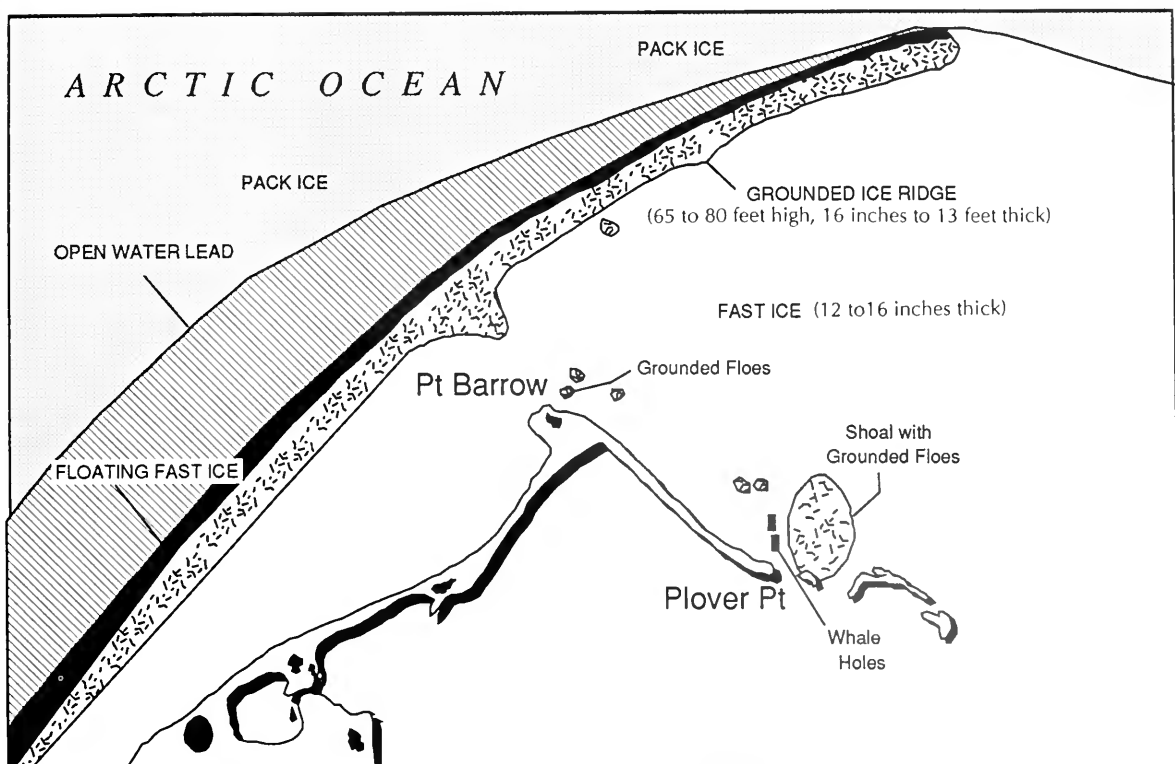 PACK ICE
ARCTIC OCEAN
PACK ICE
GROUNDED ICE RIDGE
(65 to 80 feet high, 16 inches to 13 feet thick)
OPEN WATER LEAD
FAST ICE (12 to16 inches thick)
Grounded Floes
Pt Barrow
Shoal with
Grounded Floes
FLOATING FAST ICE
Plover Pt
Whale
Holes